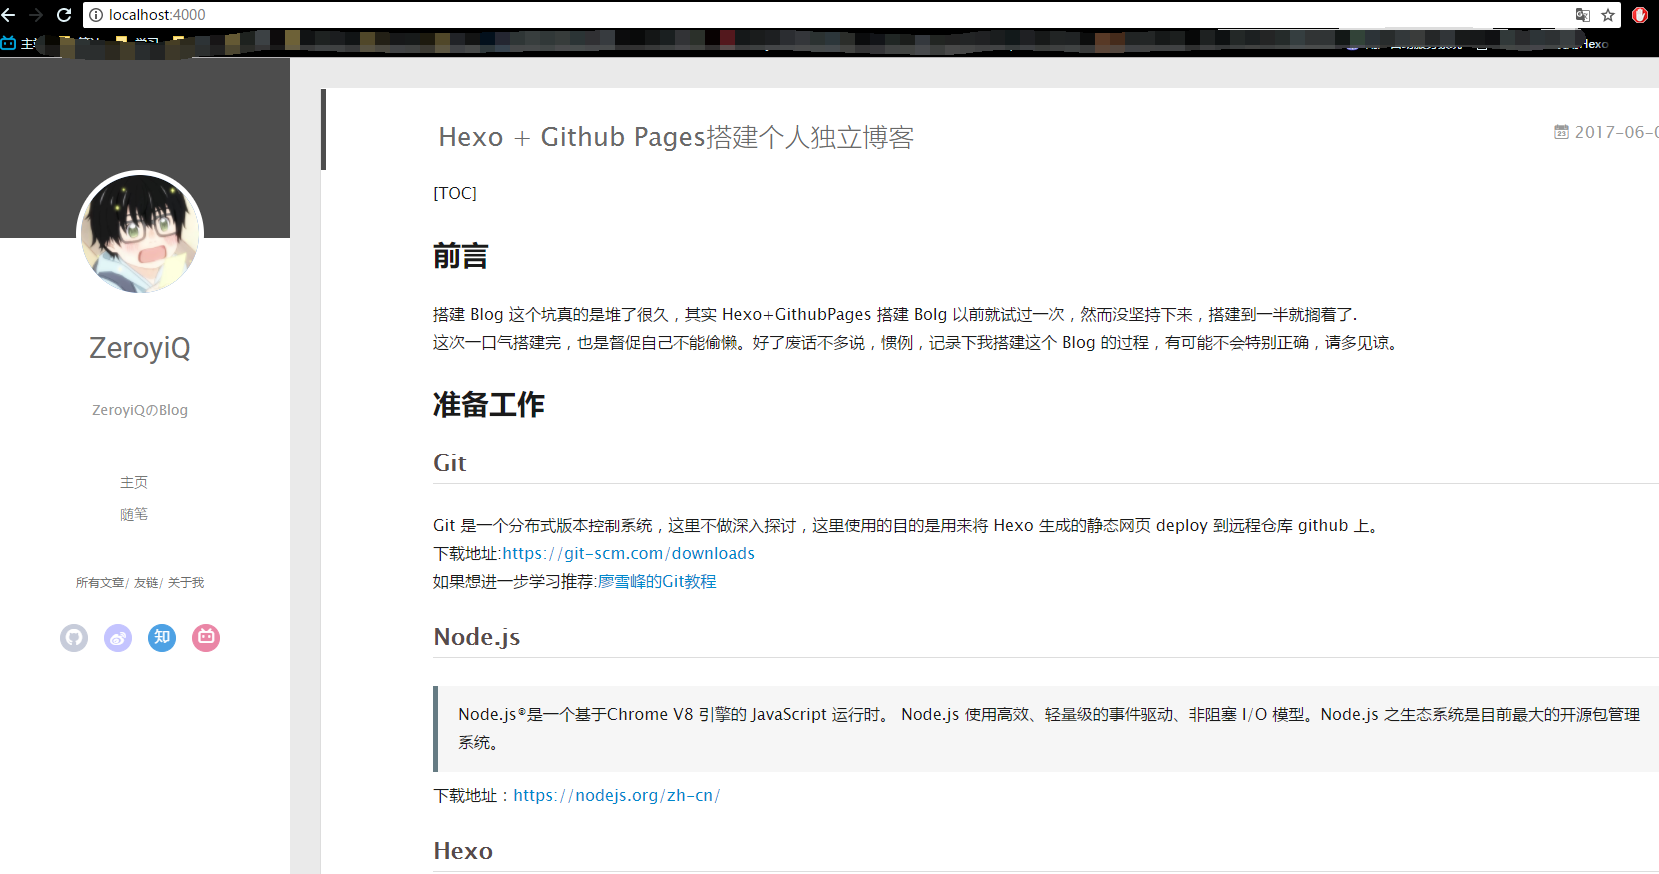 localhost:4000
Hexo
Hexo + Github Pages搭建个人独立博客
2017-06-0
[TOC]
前言
搭建 Blog 这个坑真的是堆了很久，其实 Hexo+GithubPages 搭建 Bolg 以前就试过一次，然而没坚持下来，搭建到一半就搁着了.
这次一口气搭建完，也是督促自己不能偷懒。好了废话不多说，惯例，记录下我搭建这个 Blog 的过程，有可能不会特别正确，请多见谅。
准备工作
Git
Git 是一个分布式版本控制系统，这里不做深入探讨，这里使用的目的是用来将 Hexo 生成的静态网页 deploy 到远程仓库 github 上。
下载地址:https://git-scm.com/downloads
如果想进一步学习推荐:廖雪峰的Git教程
Node.js
Node.js®是一个基于Chrome V8 引擎的 JavaScript 运行时。 Node.js 使用高效、轻量级的事件驱动、非阻塞 I/O 模型。Node.js 之生态系统是目前最大的开源包管理
系统。
下载地址：https://nodejs.org/zh-cn/
Hexo
ZeroyiQ
ZeroyiQのBlog
主页
随笔
所有文章/ 友链/ 关于我
知